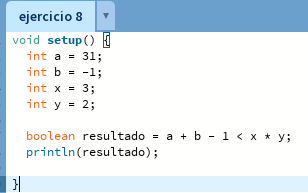 ejercicio 8 ▼
void setup() {
  int a = 31;
  int b = -1;
  int x = 3;
  int y = 2;

  boolean resultado = a + b - 1 < x * y;
  println(resultado);

}